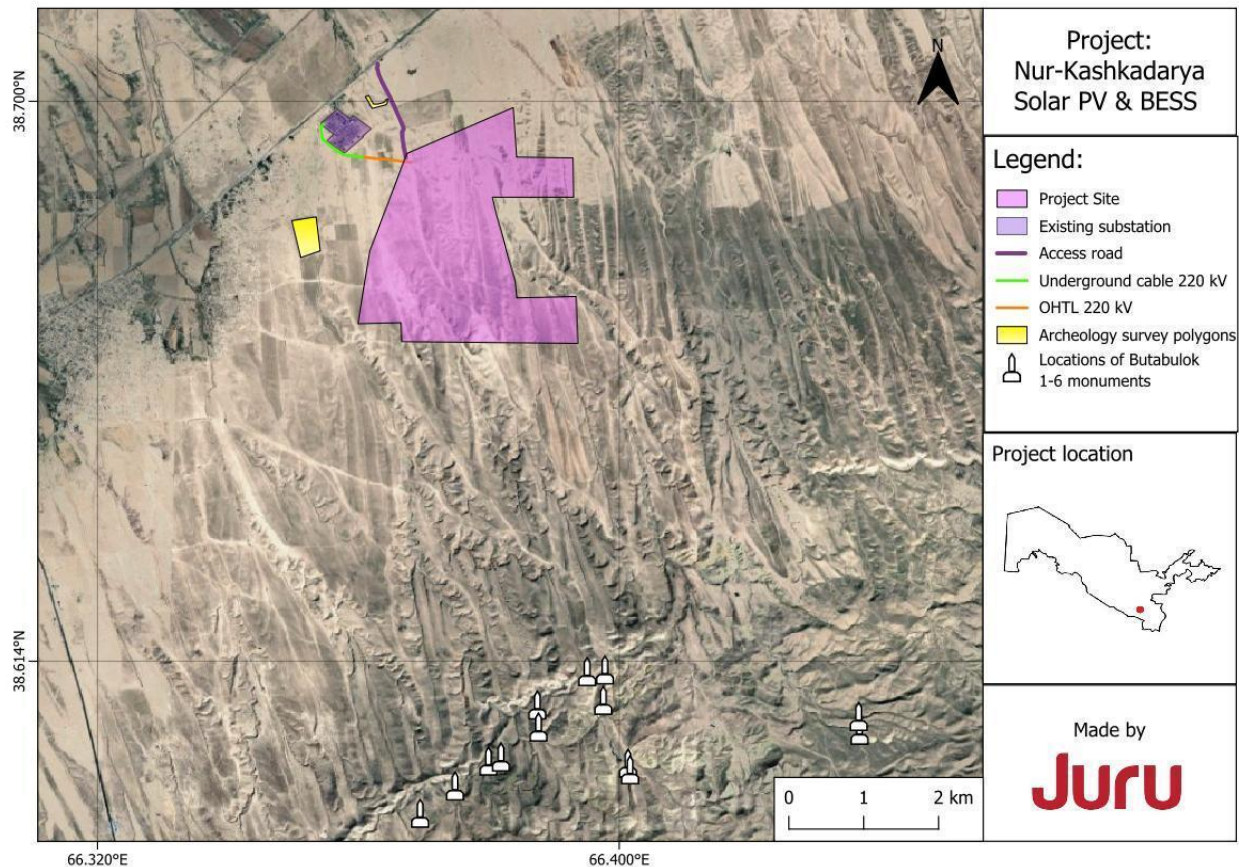 Project:
Nur-Kashkadarya
Solar PV & BESS
N
38.700°N
38.614°N
66.320°E
66.400°E
Legend:
Project Site
Existing substation
Access road
Underground cable 220 kV
OHTL 220 kV
Archeology survey polygons
Locations of Butabulok
1-6 monuments
Project location
0 1 2 km
Made by
Juru